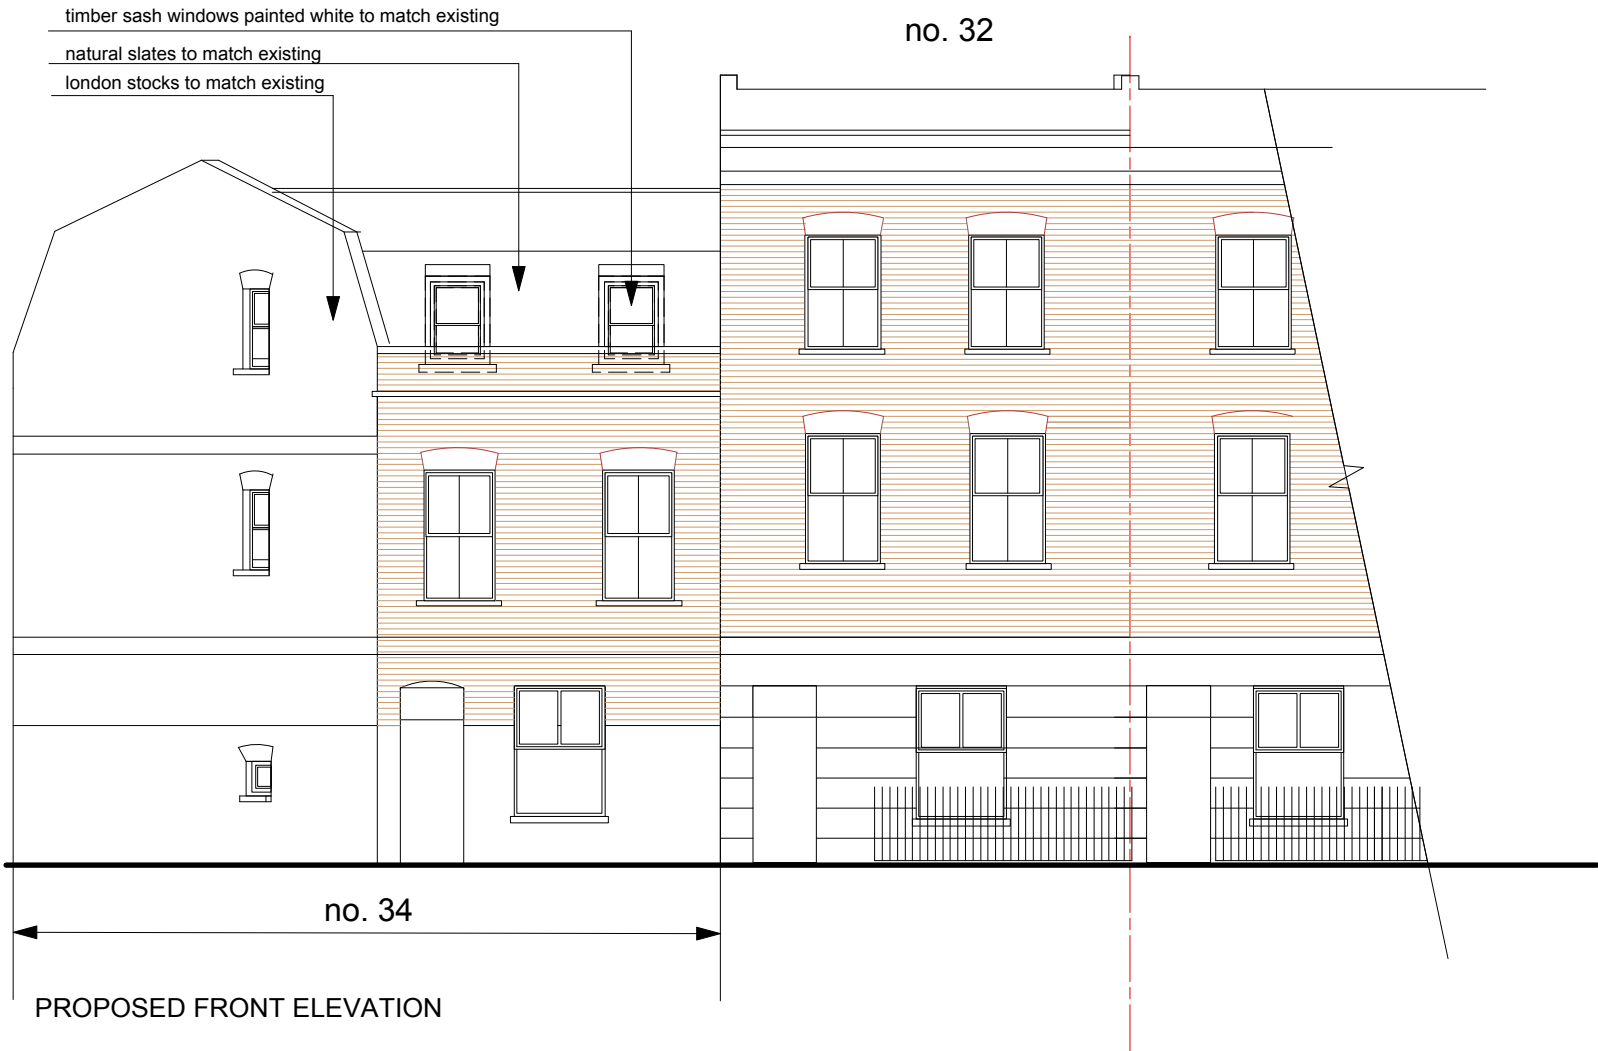 timber sash windows painted white to match existing
no. 32
natural slates to match existing
london stocks to match existing
no. 34
PROPOSED FRONT ELEVATION